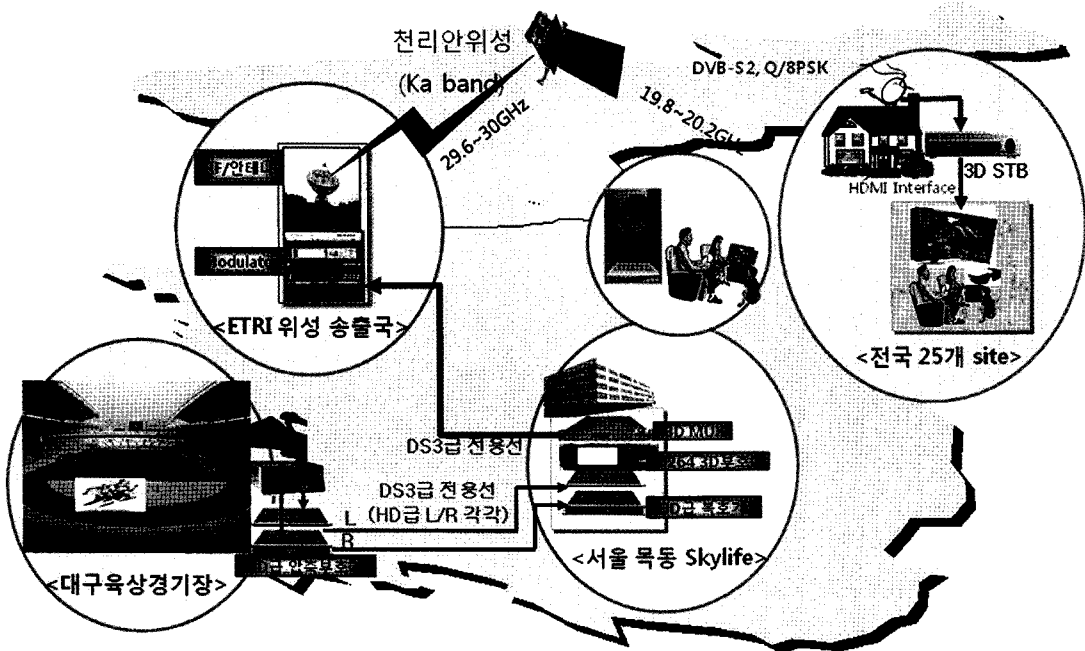 천리안위성
(Ka band)
29.6~30GHz
19.8~20.2GHz
DVB-S2, Q/8PSK
3D STB
HDMI Interface
<전국 25개 site>
<ETRI 위성 송출국>
DS3급 전용선
DS3급 전용선
(HD급 L/R 각각)
L
R
<대구육상경기장>
<서울 목동 Skylife>